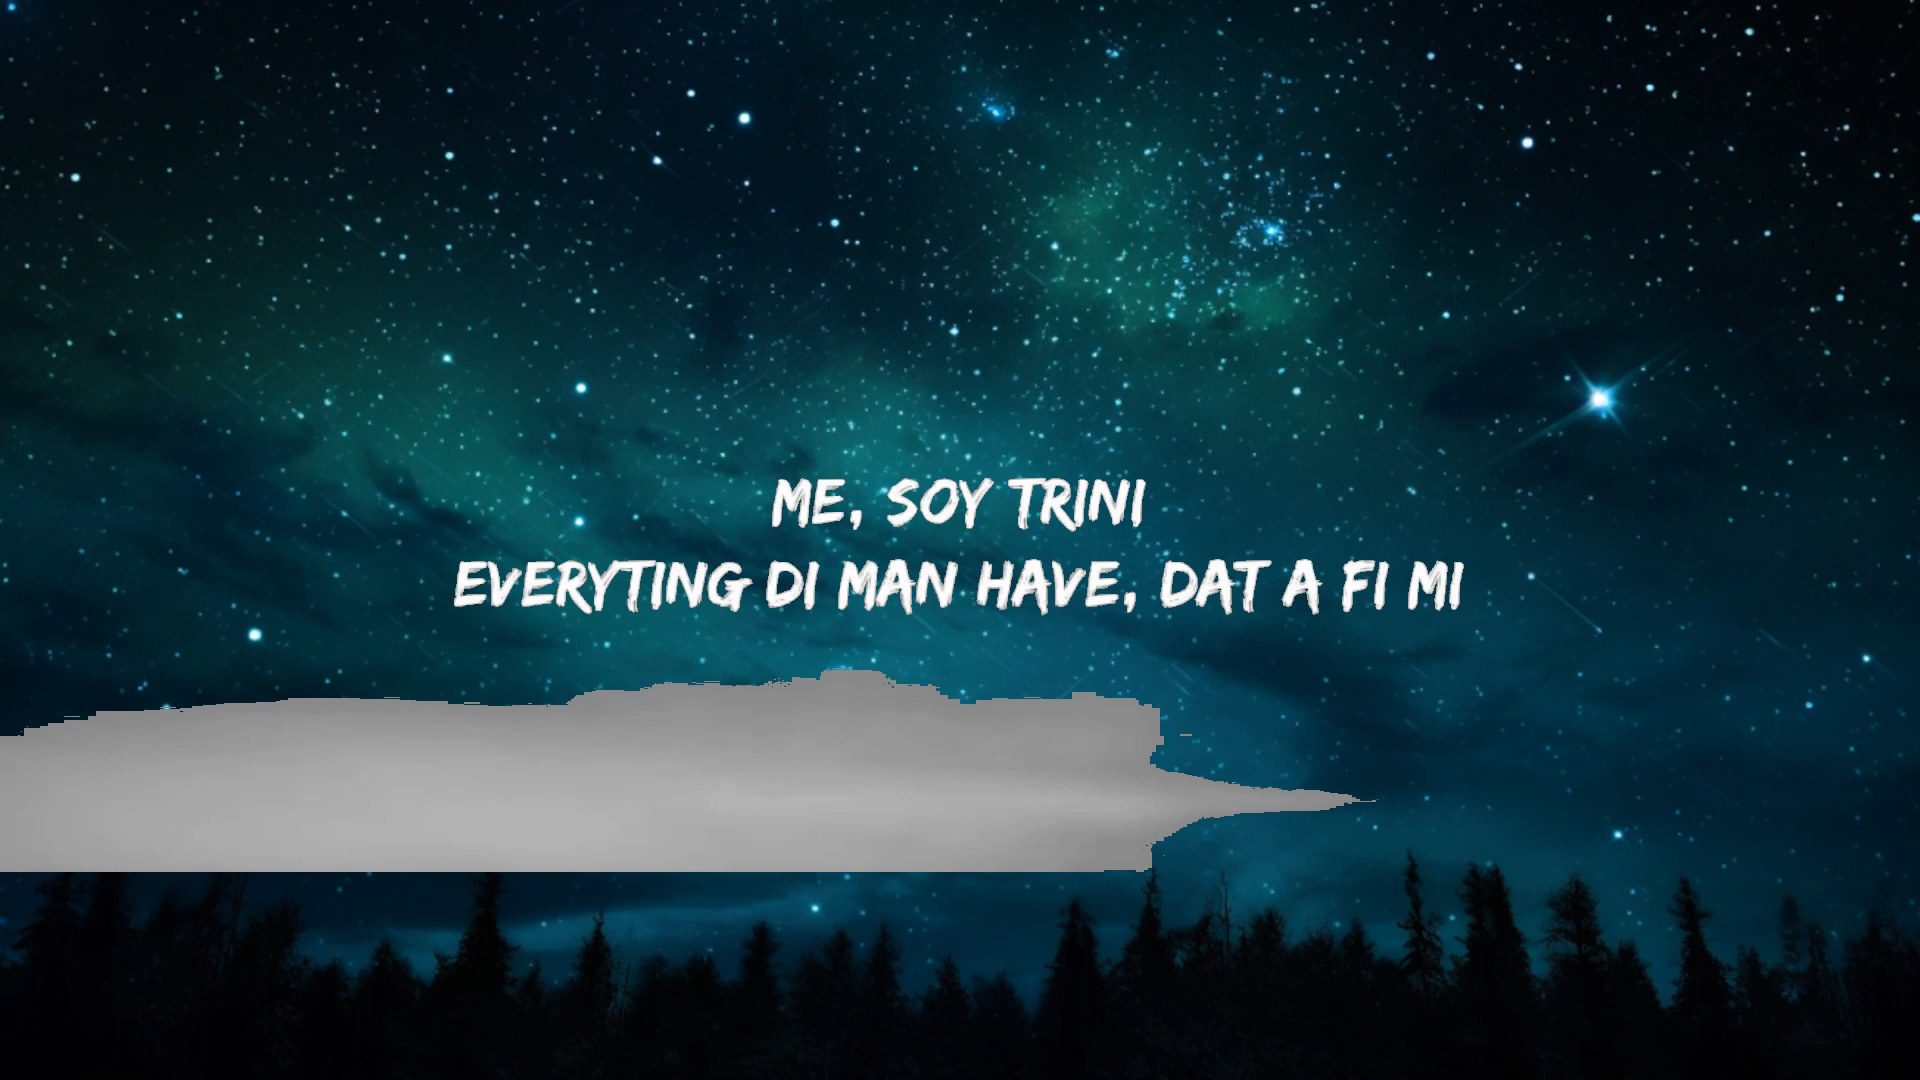 ME, SOY TRINI
EVERYTING DI MAN HAVE, DAT A FI MI